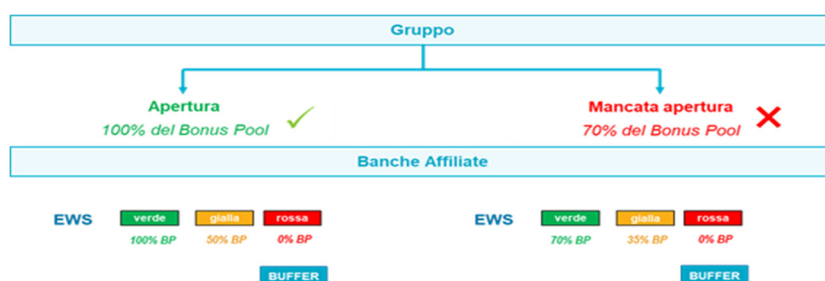 Gruppo
Apertura
100% del Bonus Pool
Mancata apertura
70% del Bonus Pool
Banche Affiliate
EWS verde gialla rossa
100% BP 50% BP 0% BP
EWS verde gialla rossa
70% BP 35% BP 0% BP
BUFFER
BUFFER